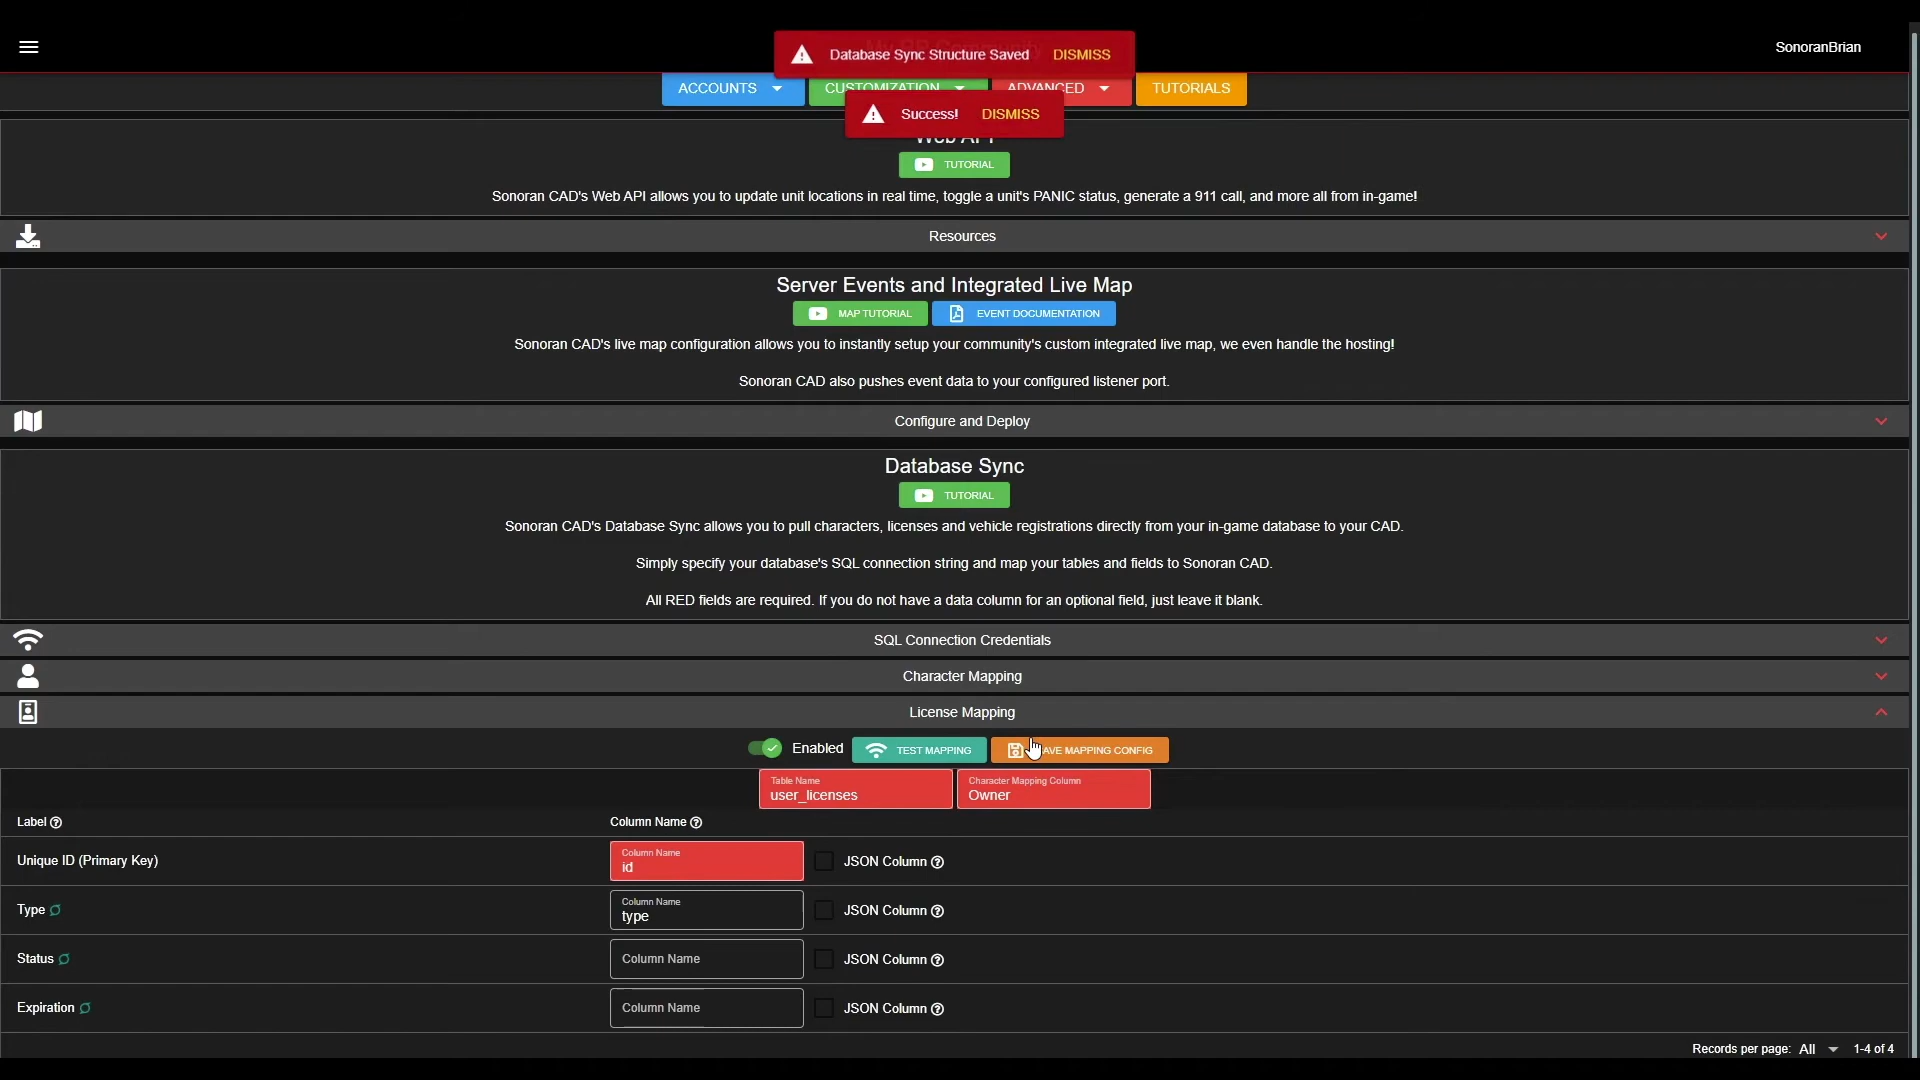 SonoranBrian
Database Sync Structure Saved DISMISS
ACCOUNTS
CUSTOMIZATION
ADVANCED
TUTORIALS
Success! DISMISS
Web API
TUTORIAL
Sonoran CAD's Web API allows you to update unit locations in real time, toggle a unit's PANIC status, generate a 911 call, and more all from in-game!
Resources
Server Events and Integrated Live Map
MAP TUTORIAL
EVENT DOCUMENTATION
Sonoran CAD's live map configuration allows you to instantly setup your community's custom integrated live map, we even handle the hosting!
Sonoran CAD also pushes event data to your configured listener port.
Configure and Deploy
Database Sync
TUTORIAL
Sonoran CAD's Database Sync allows you to pull characters, licenses and vehicle registrations directly from your in-game database to your CAD.
Simply specify your database's SQL connection string and map your tables and fields to Sonoran CAD.
All RED fields are required. If you do not have a data column for an optional field, just leave it blank.
SQL Connection Credentials
Character Mapping
License Mapping
Enabled
TEST MAPPING
AVE MAPPING CONFIG
Table Name
user_licenses
Character Mapping Column
Owner
Label
Column Name
Unique ID (Primary Key)
Column Name
id
JSON Column
Type
Column Name
type
JSON Column
Status
Column Name
JSON Column
Expiration
Column Name
JSON Column
Records per page: All 1-4 of 4